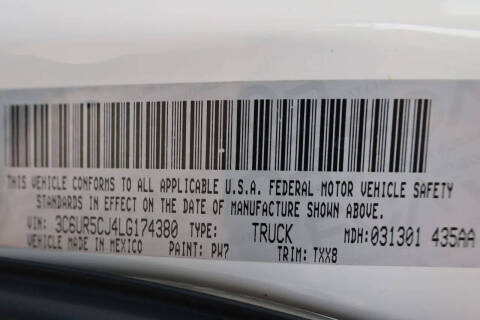 THIS VEHICLE CONFORMS TO ALL APPLICABLE U.S.A. FEDERAL MOTOR VEHICLE SAFETY
STANDARDS IN EFFECT ON THE DATE OF MANUFACTURE SHOWN ABOVE.
VIN: 3C6UR5CJ4LG174380 TYPE: TRUCK MDH:031301 435AA
VEHICLE MADE IN MEXICO PAINT: PW7 TRIM: TXX8